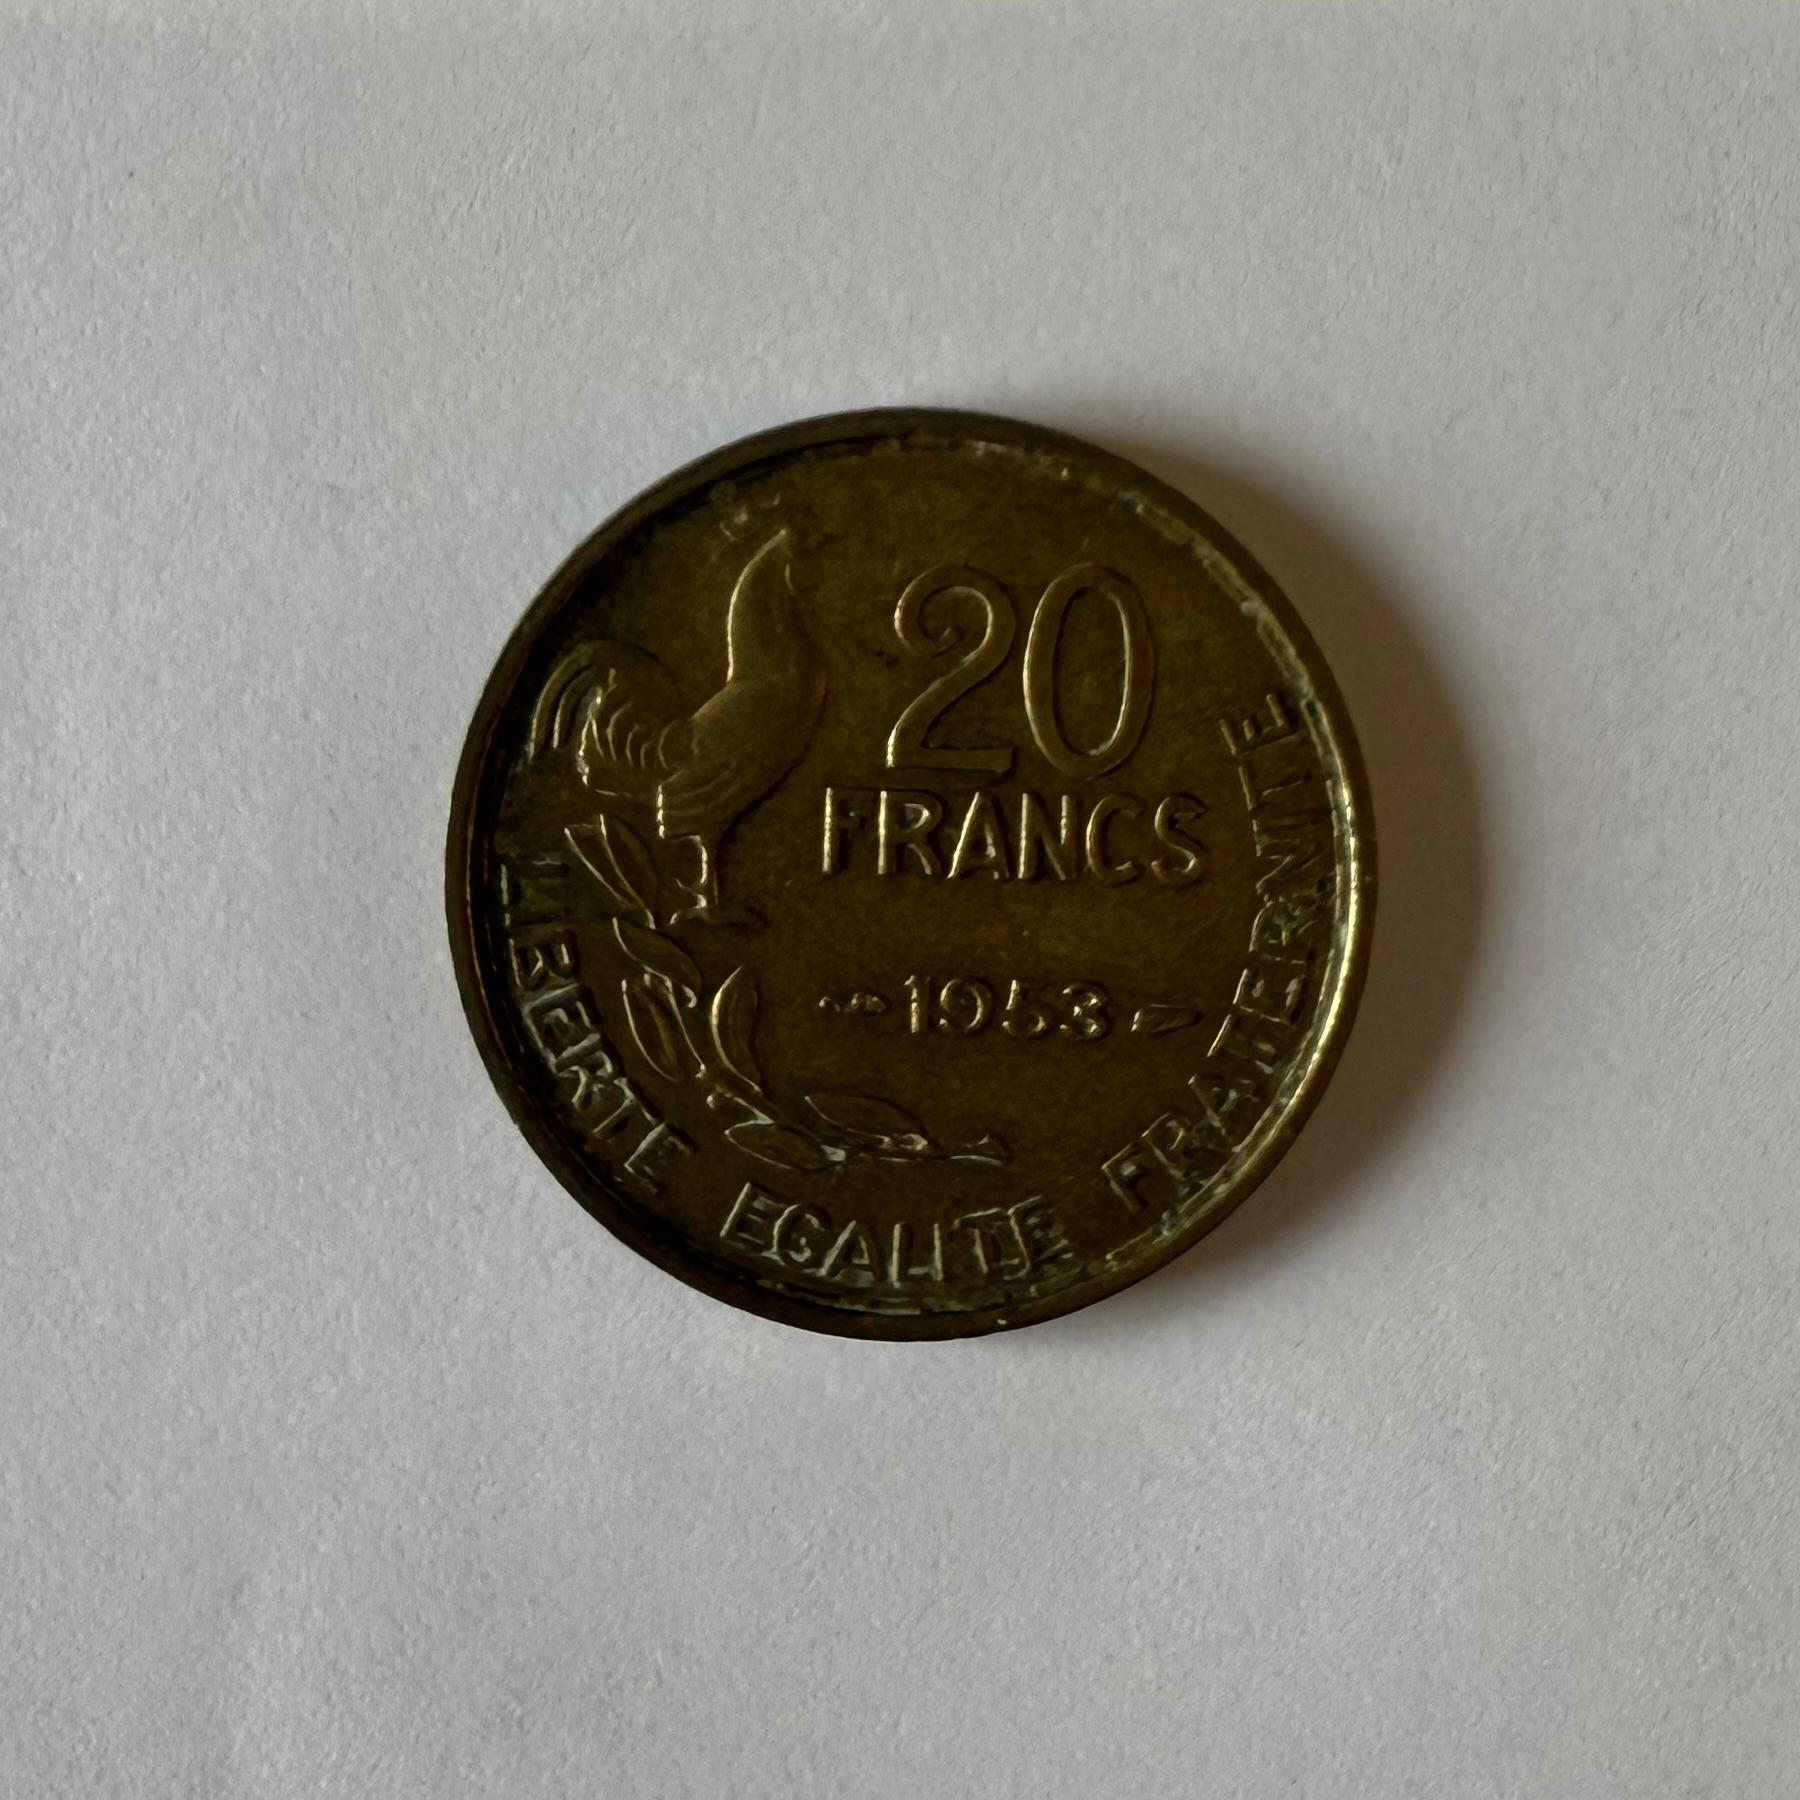 20
FRANCS
1953
LIBERTE EGALITE FRATERNITE